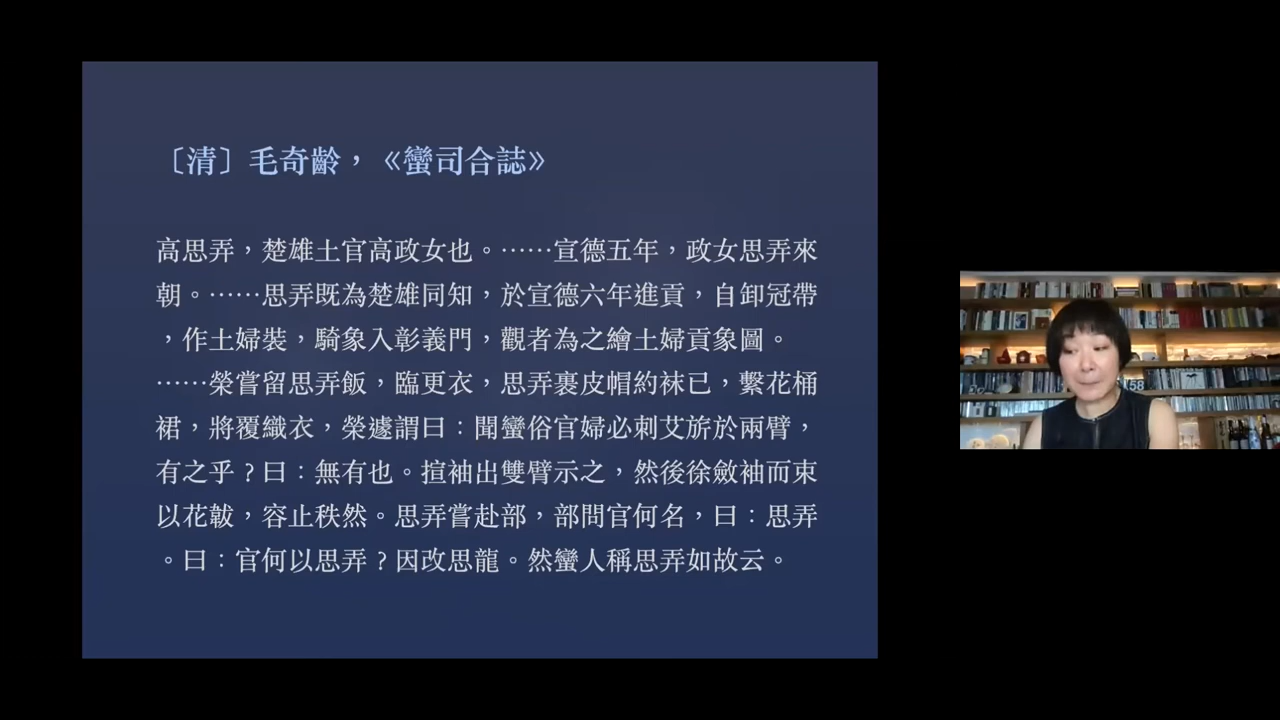 〔清〕毛奇齡，《蠻司合誌》
高思弄，楚雄土官高政女也。……宣德五年，政女思弄來
朝。……思弄既為楚雄同知，於宣德六年進貢，自卸冠帶
，作土婦裝，騎象入彰義門，觀者為之繪土婦貢象圖。
……榮嘗留思弄飯，臨更衣，思弄裹皮帽約袜已，繫花桶
裙，將覆織衣，榮遽謂曰：聞蠻俗官婦必刺艾旂於兩臂，
有之乎？曰：無有也。揎袖出雙臂示之，然後徐斂袖而束
以花韍，容止秩然。思弄嘗赴部，部問官何名，曰：思弄
。曰：官何以思弄？因改思龍。然蠻人稱思弄如故云。